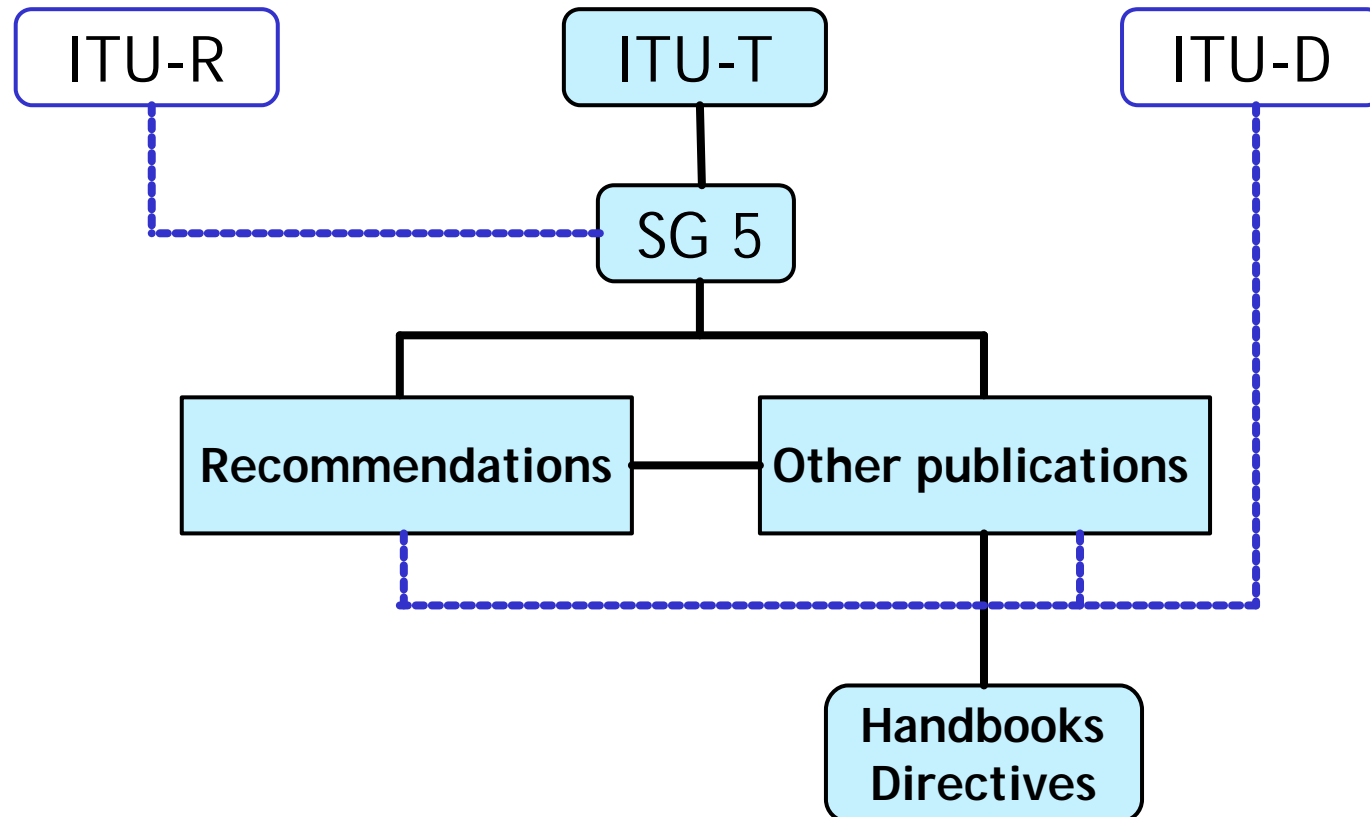 ITU-R
ITU-T
ITU-D
SG 5
Recommendations
Other publications
Handbooks
Directives